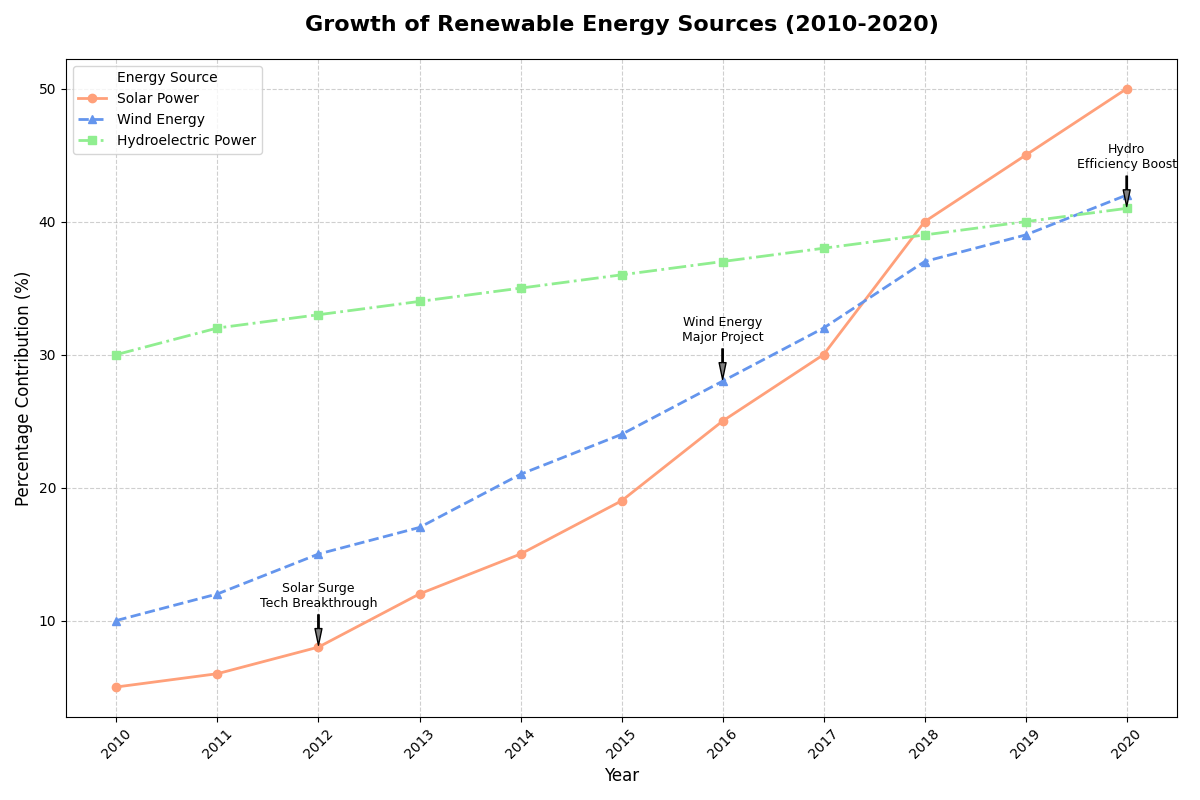 Growth of Renewable Energy Sources (2010-2020)
Energy Source
Solar Power
Wind Energy
Hydroelectric Power
Hydro
Efficiency Boost
Wind Energy
Major Project
Solar Surge
Tech Breakthrough
Percentage Contribution (%)
50
40
30
20
10
2010
2011
2012
2013
2014
2015
2016
2017
2018
2019
2020
Year